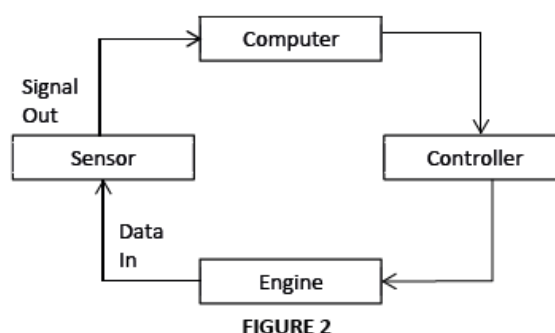 Computer
Signal
Out
Sensor
Controller
Data
In
Engine
FIGURE 2